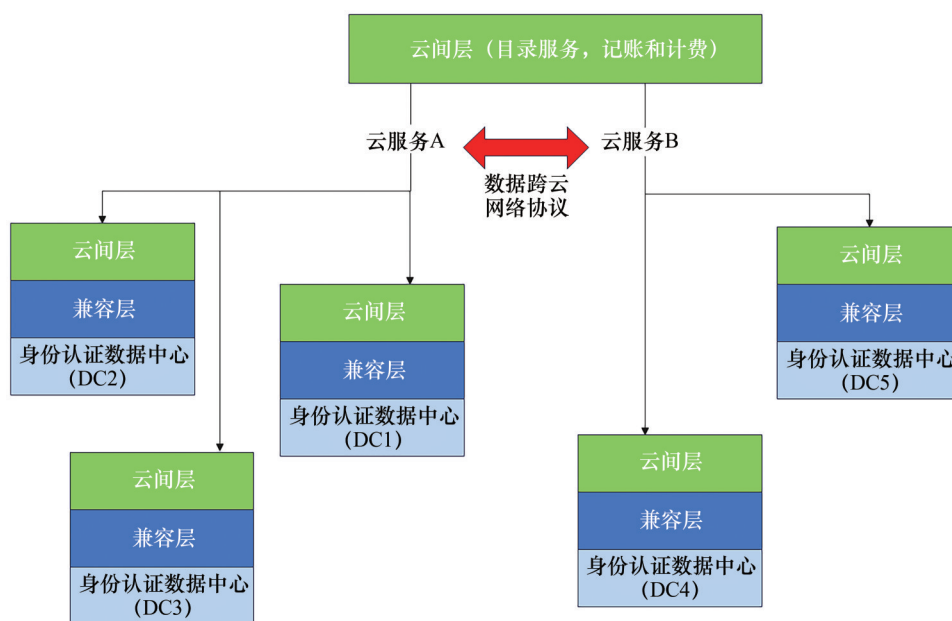 云间层（目录服务，记账和计费）
云服务A
云服务B
数据跨云
网络协议
云间层
兼容层
身份认证数据中心
(DC2)
云间层
兼容层
身份认证数据中心
(DC3)
云间层
兼容层
身份认证数据中心
(DC1)
云间层
兼容层
身份认证数据中心
(DC4)
云间层
兼容层
身份认证数据中心
(DC5)